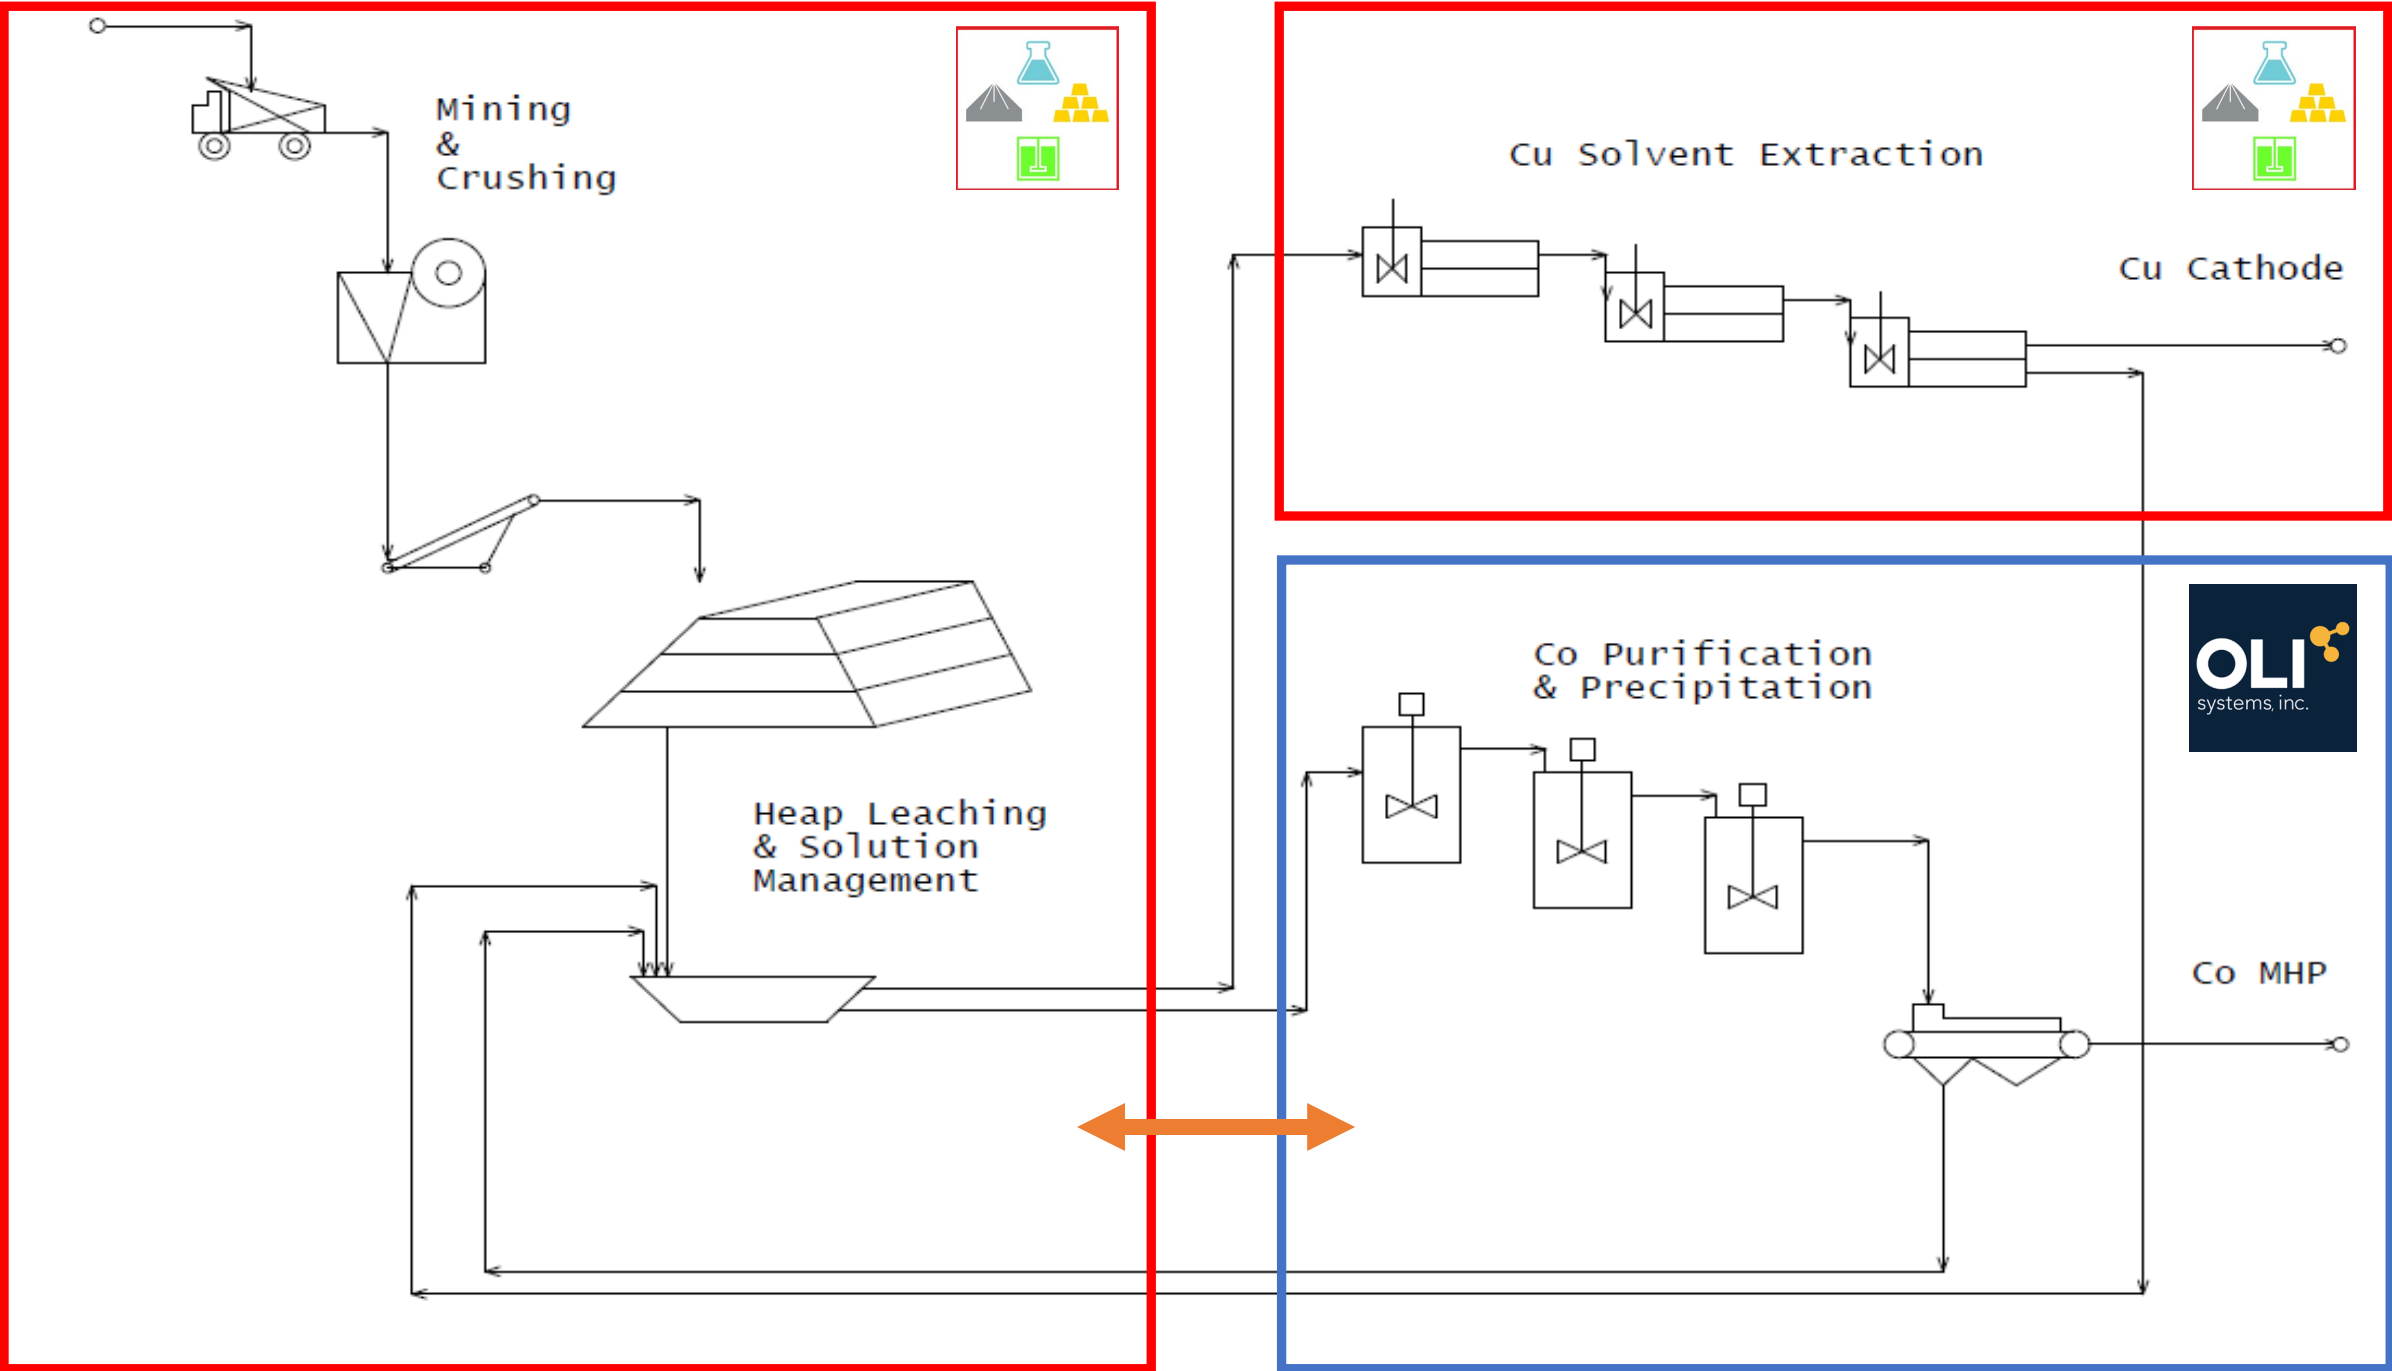 Mining
&
Crushing
Heap Leaching
& Solution
Management
Cu Solvent Extraction
Cu Cathode
Co Purification
& Precipitation
OLI
systems, inc.
Co MHP